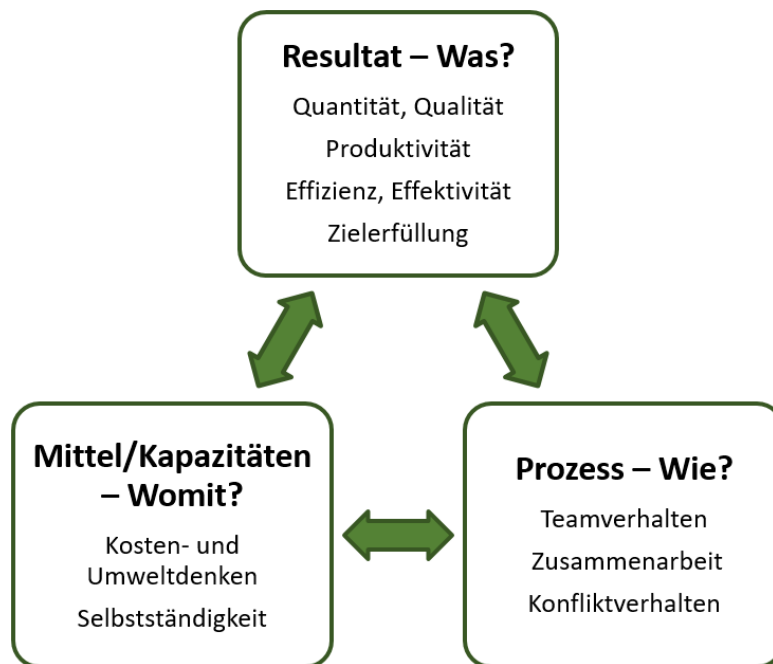 Resultat – Was?
Quantität, Qualität
Produktivität
Effizienz, Effektivität
Zielerfüllung
Mittel/Kapazitäten
– Womit?
Kosten- und
Umweltdenken
Selbstständigkeit
Prozess – Wie?
Teamverhalten
Zusammenarbeit
Konfliktverhalten